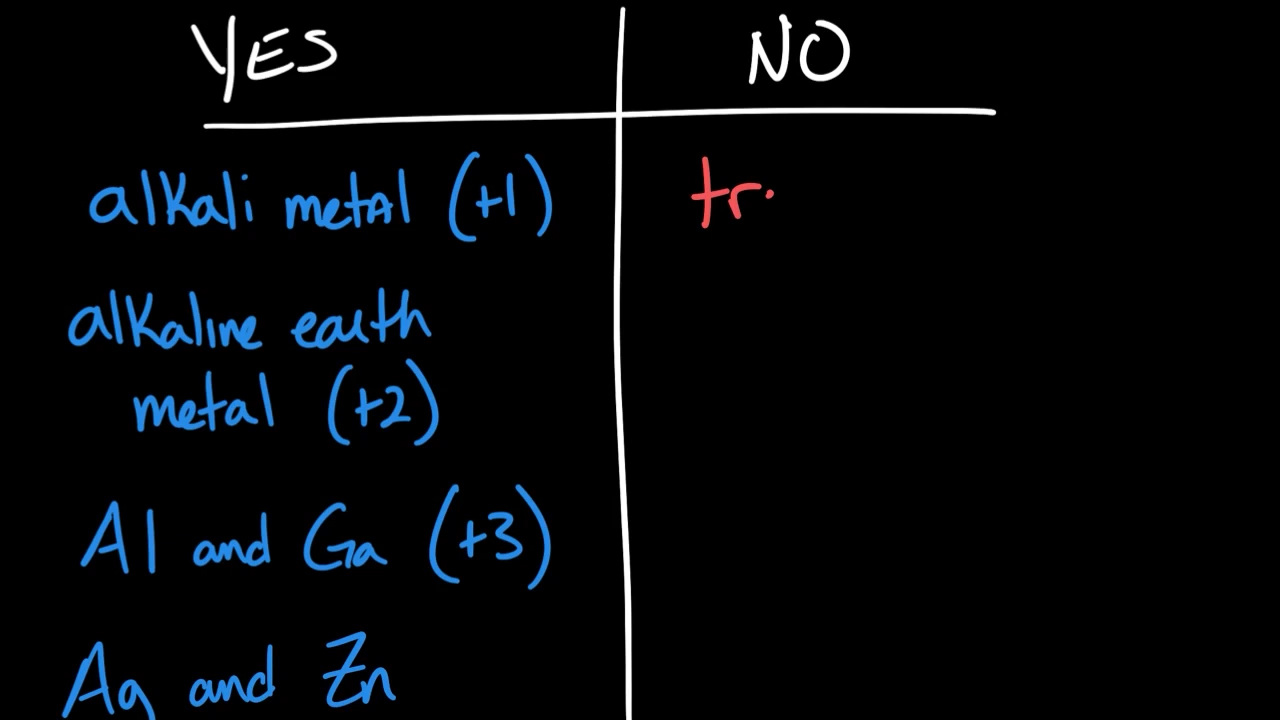 YES NO
alkali metal (+1) tr.
alkaline earth
metal (+2)
Al and Ga (+3)
Ag and Zn